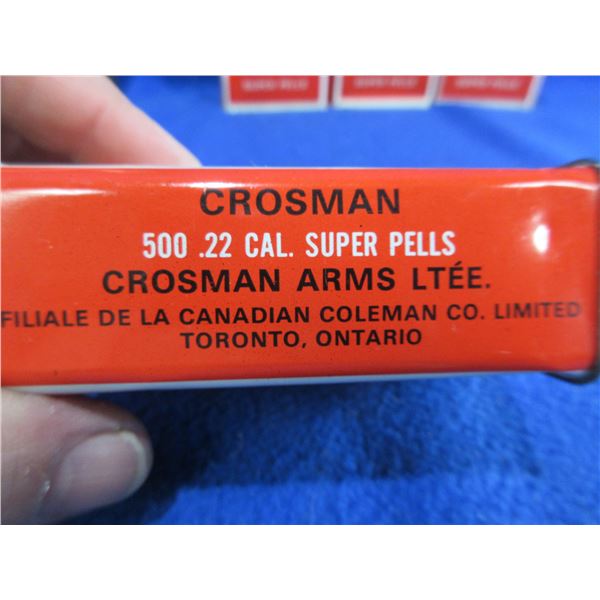 CROSMAN
500 .22 CAL. SUPER PELLS
CROSMAN ARMS LTÉE.
FILIALE DE LA CANADIAN COLEMAN CO. LIMITED
TORONTO, ONTARIO